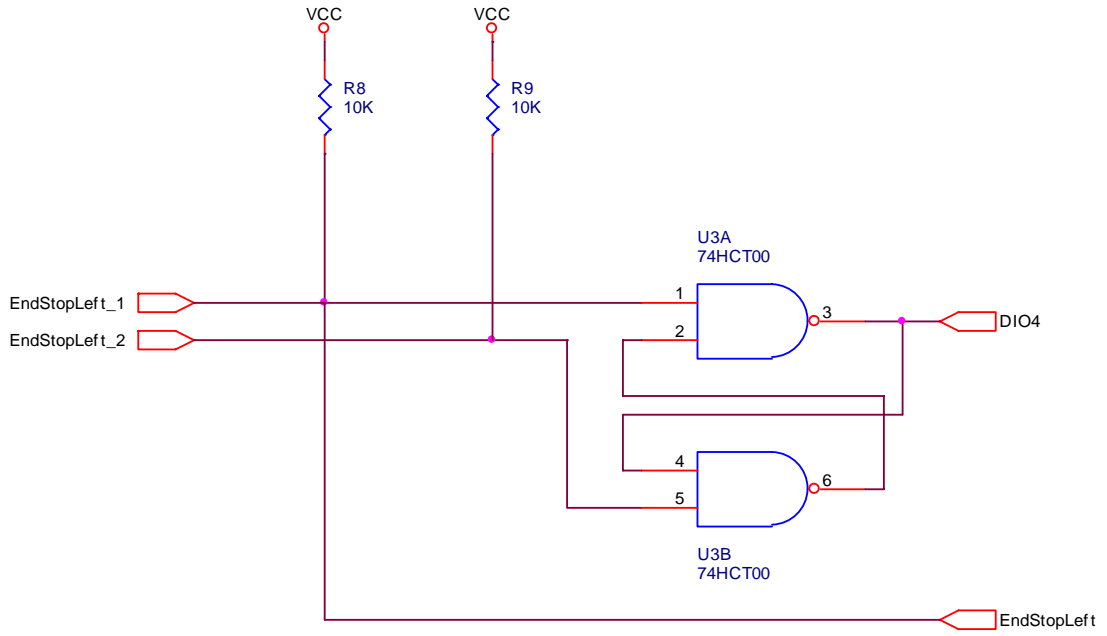 VCC
VCC
R8
10K
R9
10K
U3A
74HCT00
EndStopLeft_1
1
3
DIO4
EndStopLeft_2
2
4
6
5
U3B
74HCT00
EndStopLeft